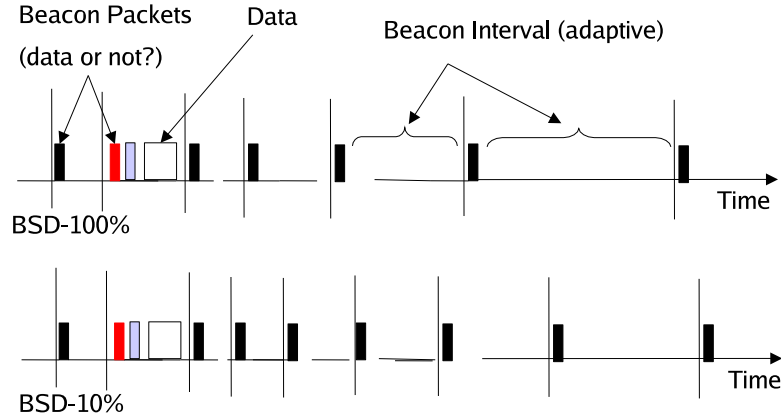 Beacon Packets
(data or not?)
Data
Beacon Interval (adaptive)
Time
BSD-100%
Time
BSD-10%